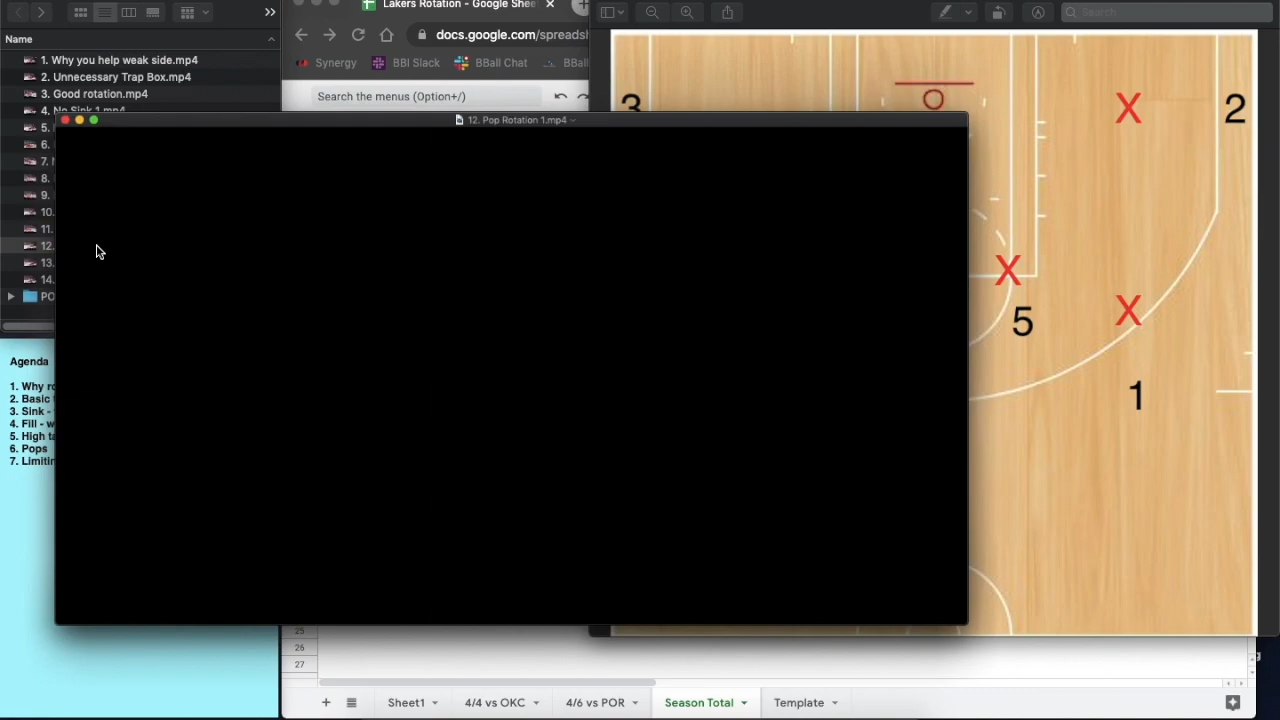 Lakers Rotation - Google Shee
docs.google.com/spreadsh
Search
Name
Synergy
BBI Slack
BBall Chat
BBall
1. Why you help weak side.mp4
2. Unnecessary Trap Box.mp4
3. Good rotation.mp4
4. No Sink 1.mp4
5.
6.
7.
8.
9.
10.
11.
12.
13.
14.
PO
Search the menus (Option+/)
12. Pop Rotation 1.mp4
3
X
2
X
5
X
1
Agenda
1. Why ro
2. Basic
3. Sink -
4. Fill - w
5. High ta
6. Pops
7. Limitin
25
26
27
Sheet1
4/4 vs OKC
4/6 vs POR
Season Total
Template